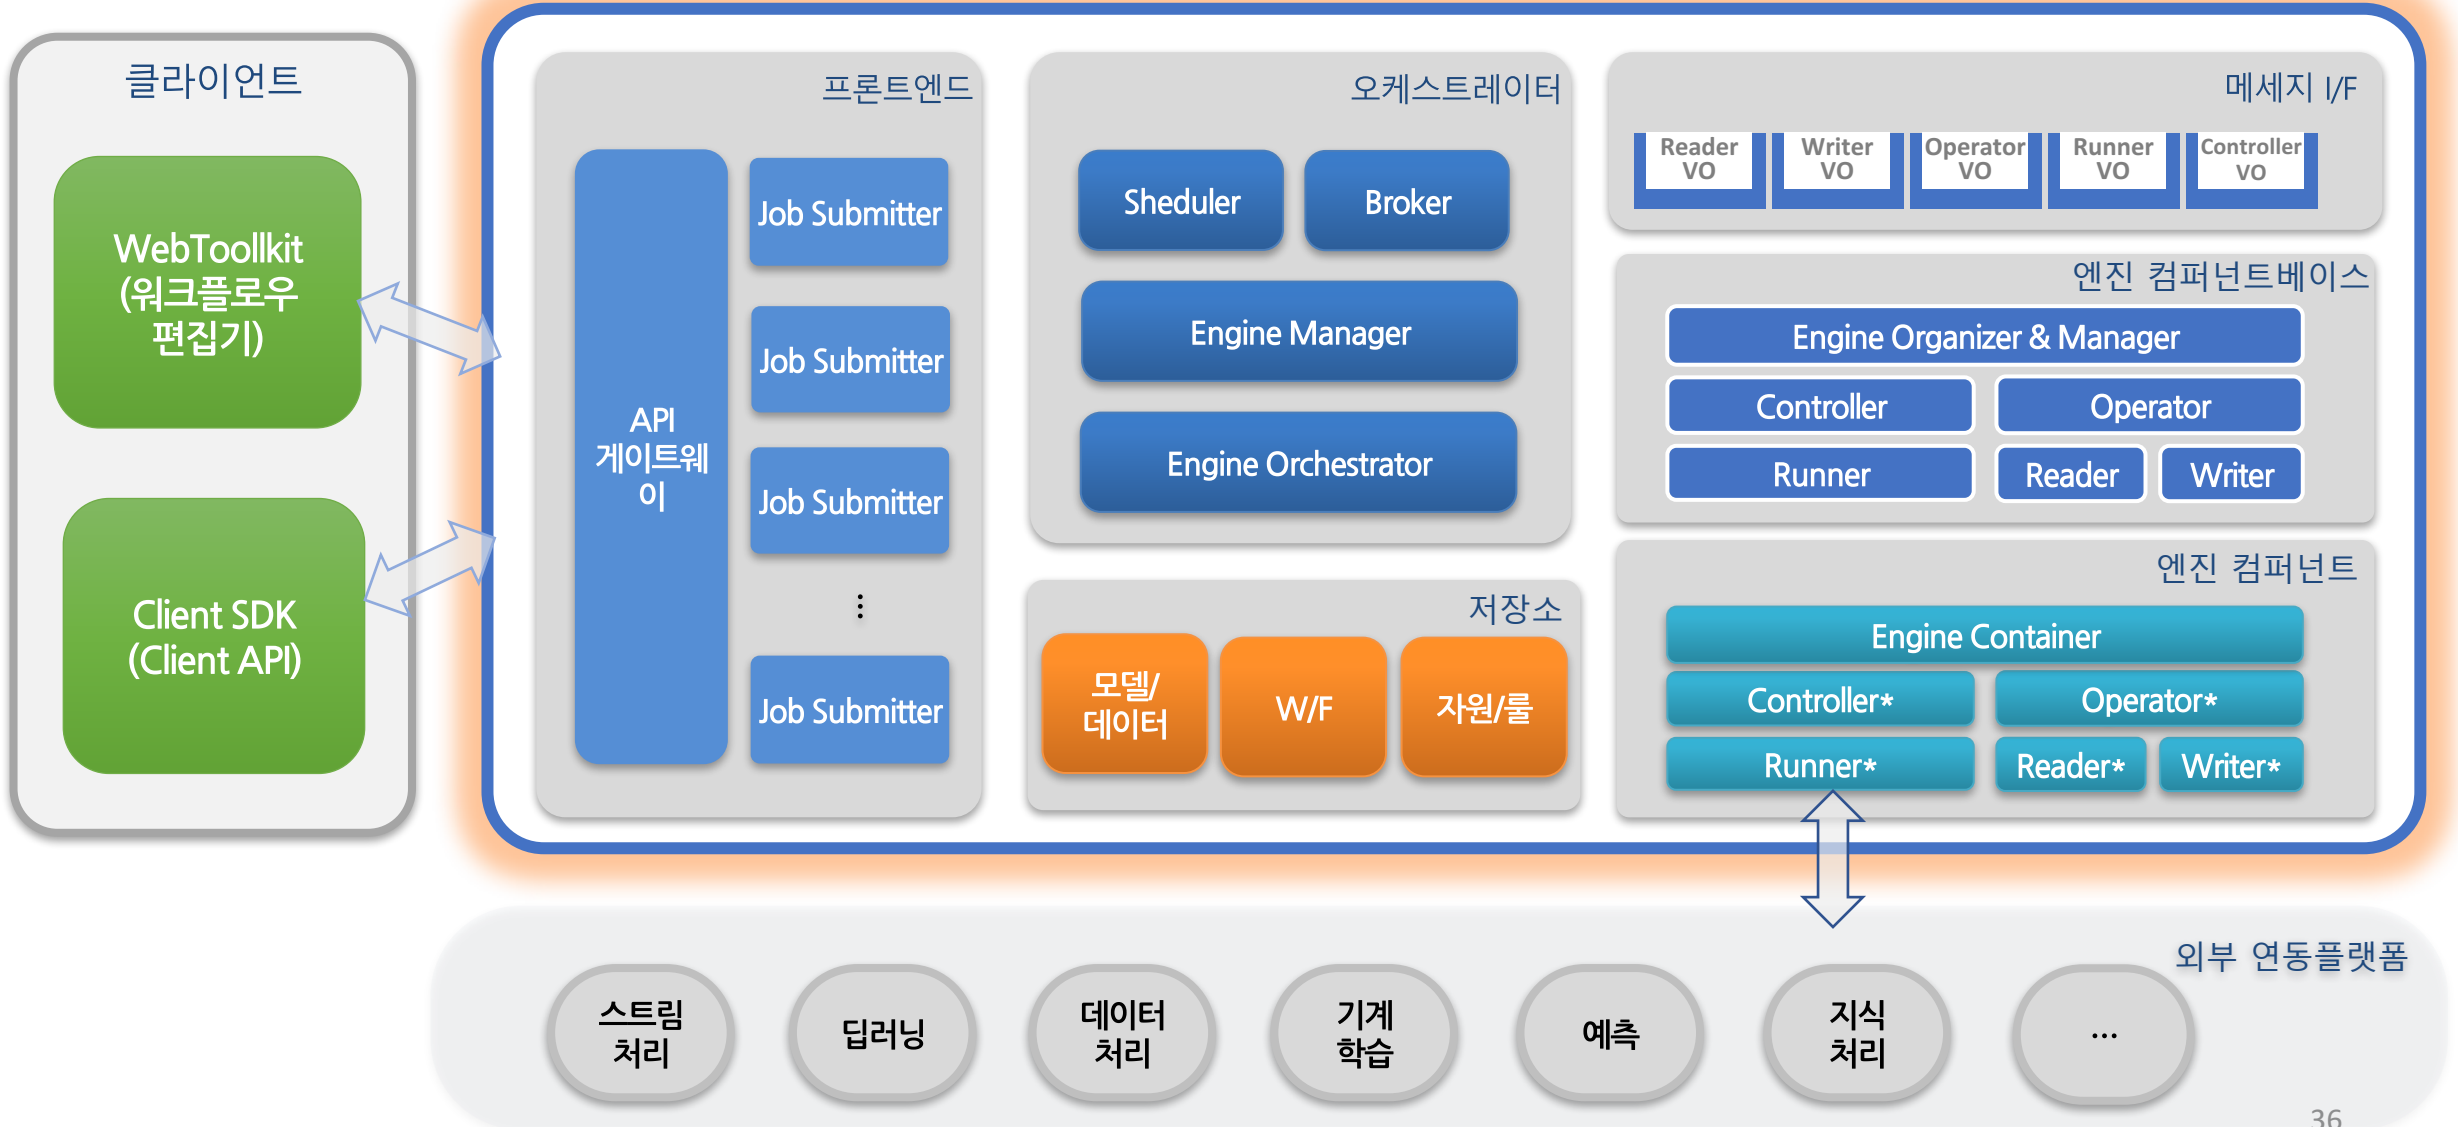 클라이언트
WebToollkit
(워크플로우
편집기)
Client SDK
(Client API)
프론트엔드
API
게이트웨
이
Job Submitter
Job Submitter
Job Submitter
⋮
Job Submitter
오케스트레이터
Sheduler
Broker
Engine Manager
Engine Orchestrator
저장소
모델/
데이터
W/F
자원/룰
메세지 I/F
Reader
VO
Writer
VO
Operator
VO
Runner
VO
Controller
VO
엔진 컴퍼넌트베이스
Engine Organizer & Manager
Controller
Operator
Runner
Reader
Writer
엔진 컴퍼넌트
Engine Container
Controller*
Operator*
Runner*
Reader*
Writer*
외부 연동플랫폼
스트림
처리
딥러닝
데이터
처리
기계
학습
예측
지식
처리
...
36